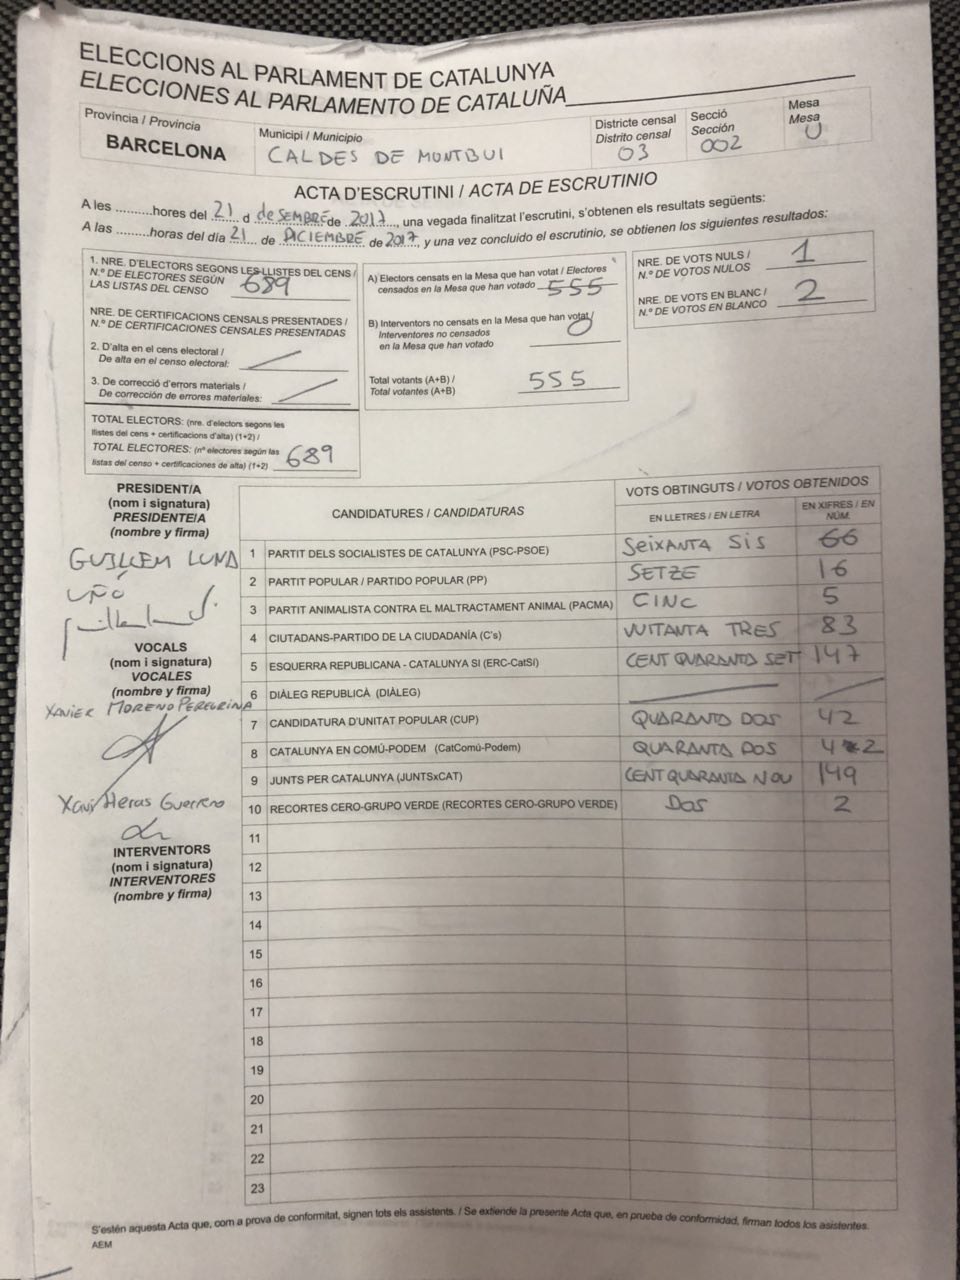 ELECCIONS AL PARLAMENT DE CATALUNYA
ELECCIONES AL PARLAMENTO DE CATALUÑA
Provincia / Provincia
BARCELONA
Municipi / Municipio
CALDES DE MONTBUI
Districte censal
Distrito censal
03
Secció
Sección
002
Mesa
Mesa
U
ACTA D'ESCRUTINI / ACTA DE ESCRUTINIO
A les ..........hores del 21 d desembre de 2017, una vegada finalitzat l'escrutini, s'obtenen els resultats següents:
A las ..........horas del día 21 de DICIEMBRE de 2017, y una vez concluido el escrutinio, se obtienen los siguientes resultados:
1. NRE. D'ELECTORS SEGONS LES LLISTES DEL CENS /
N.º DE ELECTORES SEGÚN
LAS LISTAS DEL CENSO 689
NRE. DE CERTIFICACIONS CENSALS PRESENTADES /
N.º DE CERTIFICACIONES CENSALES PRESENTADAS
2. D'alta en el cens electoral /
De alta en el censo electoral:
3. De correcció d'errors materials /
De corrección de errores materiales:
TOTAL ELECTORS: (nre. d'electors segons les
llistes del cens + certificacions d'alta) (1+2) /
TOTAL ELECTORES: (nº electores según las
listas del censo + certificaciones de alta) (1+2) 689
A) Electors censats en la Mesa que han votat / Electores
censados en la Mesa que han votado 555
B) Interventors no censats en la Mesa que han votat/
Interventores no censados
en la Mesa que han votado 0
Total votants (A+B) /
Total votantes (A+B) 555
NRE. DE VOTS NULS /
N.º DE VOTOS NULOS 1
NRE. DE VOTS EN BLANC /
N.º DE VOTOS EN BLANCO 2
PRESIDENT/A
(nom i signatura)
PRESIDENTE/A
(nombre y firma)
GUILLEM LUNA
UÑO
VOCALS
(nom i signatura)
VOCALES
(nombre y firma)
XAVIER MORENO PEREGRINA
Xavi Heras Guerrero
INTERVENTORS
(nom i signatura)
INTERVENTORES
(nombre y firma)
CANDIDATURES / CANDIDATURAS
VOTS OBTINGUTS / VOTOS OBTENIDOS
EN LLETRES / EN LETRA
EN XIFRES / EN NÚM.
1 PARTIT DELS SOCIALISTES DE CATALUNYA (PSC-PSOE) SEIXANTA SIS 66
2 PARTIT POPULAR / PARTIDO POPULAR (PP) SETZE 16
3 PARTIT ANIMALISTA CONTRA EL MALTRACTAMENT ANIMAL (PACMA) CINC 5
4 CIUTADANS-PARTIDO DE LA CIUDADANÍA (C's) VUITANTA TRES 83
5 ESQUERRA REPUBLICANA - CATALUNYA SI (ERC-CatSí) CENT QUARANTA SET 147
6 DIÀLEG REPUBLICÀ (DIÀLEG)
7 CANDIDATURA D'UNITAT POPULAR (CUP) QUARANTA DOS 42
8 CATALUNYA EN COMÚ-PODEM (CatComú-Podem) QUARANTA DOS 42
9 JUNTS PER CATALUNYA (JUNTSxCAT) CENT QUARANTA NOU 149
10 RECORTES CERO-GRUPO VERDE (RECORTES CERO-GRUPO VERDE) DOS 2
11
12
13
14
15
16
17
18
19
20
21
22
23
S'estén aquesta Acta que, com a prova de conformitat, signen tots els assistents. / Se extiende la presente Acta que, en prueba de conformidad, firman todos los asistentes.
AEM